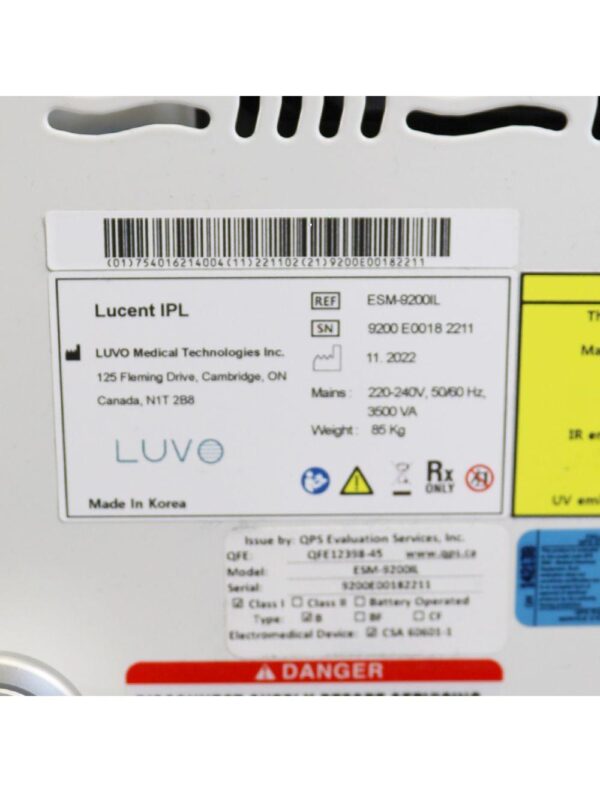 (01)754016214004(11)221102(21)9200E00182211
Lucent IPL
LUVO Medical Technologies Inc.
125 Fleming Drive, Cambridge, ON
Canada, N1T 2B8
LUVO
Made In Korea
REF ESM-9200IL
SN 9200 E0018 2211
11. 2022
Mains : 220-240V, 50/60 Hz,
3500 VA
Weight : 85 Kg
Rx
ONLY
Th
Ma
IR em
UV emi
Issue by: QPS Evaluation Services, Inc.
QFE: QFE12398-45 www.qps.ca
Model: ESM-9200IL
Serial: 9200E00182211
☑ Class I ☐ Class II ☐ Battery Operated
Type: ☑ B ☐ BF ☐ CF
Electromedical Device: ☑ CSA 60601-1
DANGER